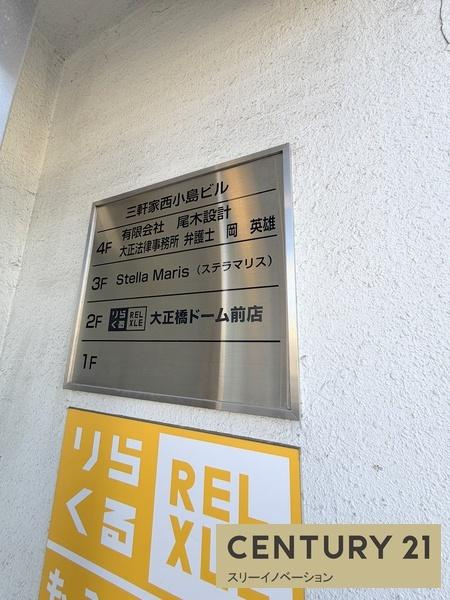 三軒家西小島ビル
4F 有限会社 尾木設計
大正法律事務所 弁護士 岡 英雄
3F Stella Maris (ステラマリス)
2F りらくる RELXLE 大正橋ドーム前店
1F
りら
くる
REL
XLE
CENTURY 21
スリーイノベーション